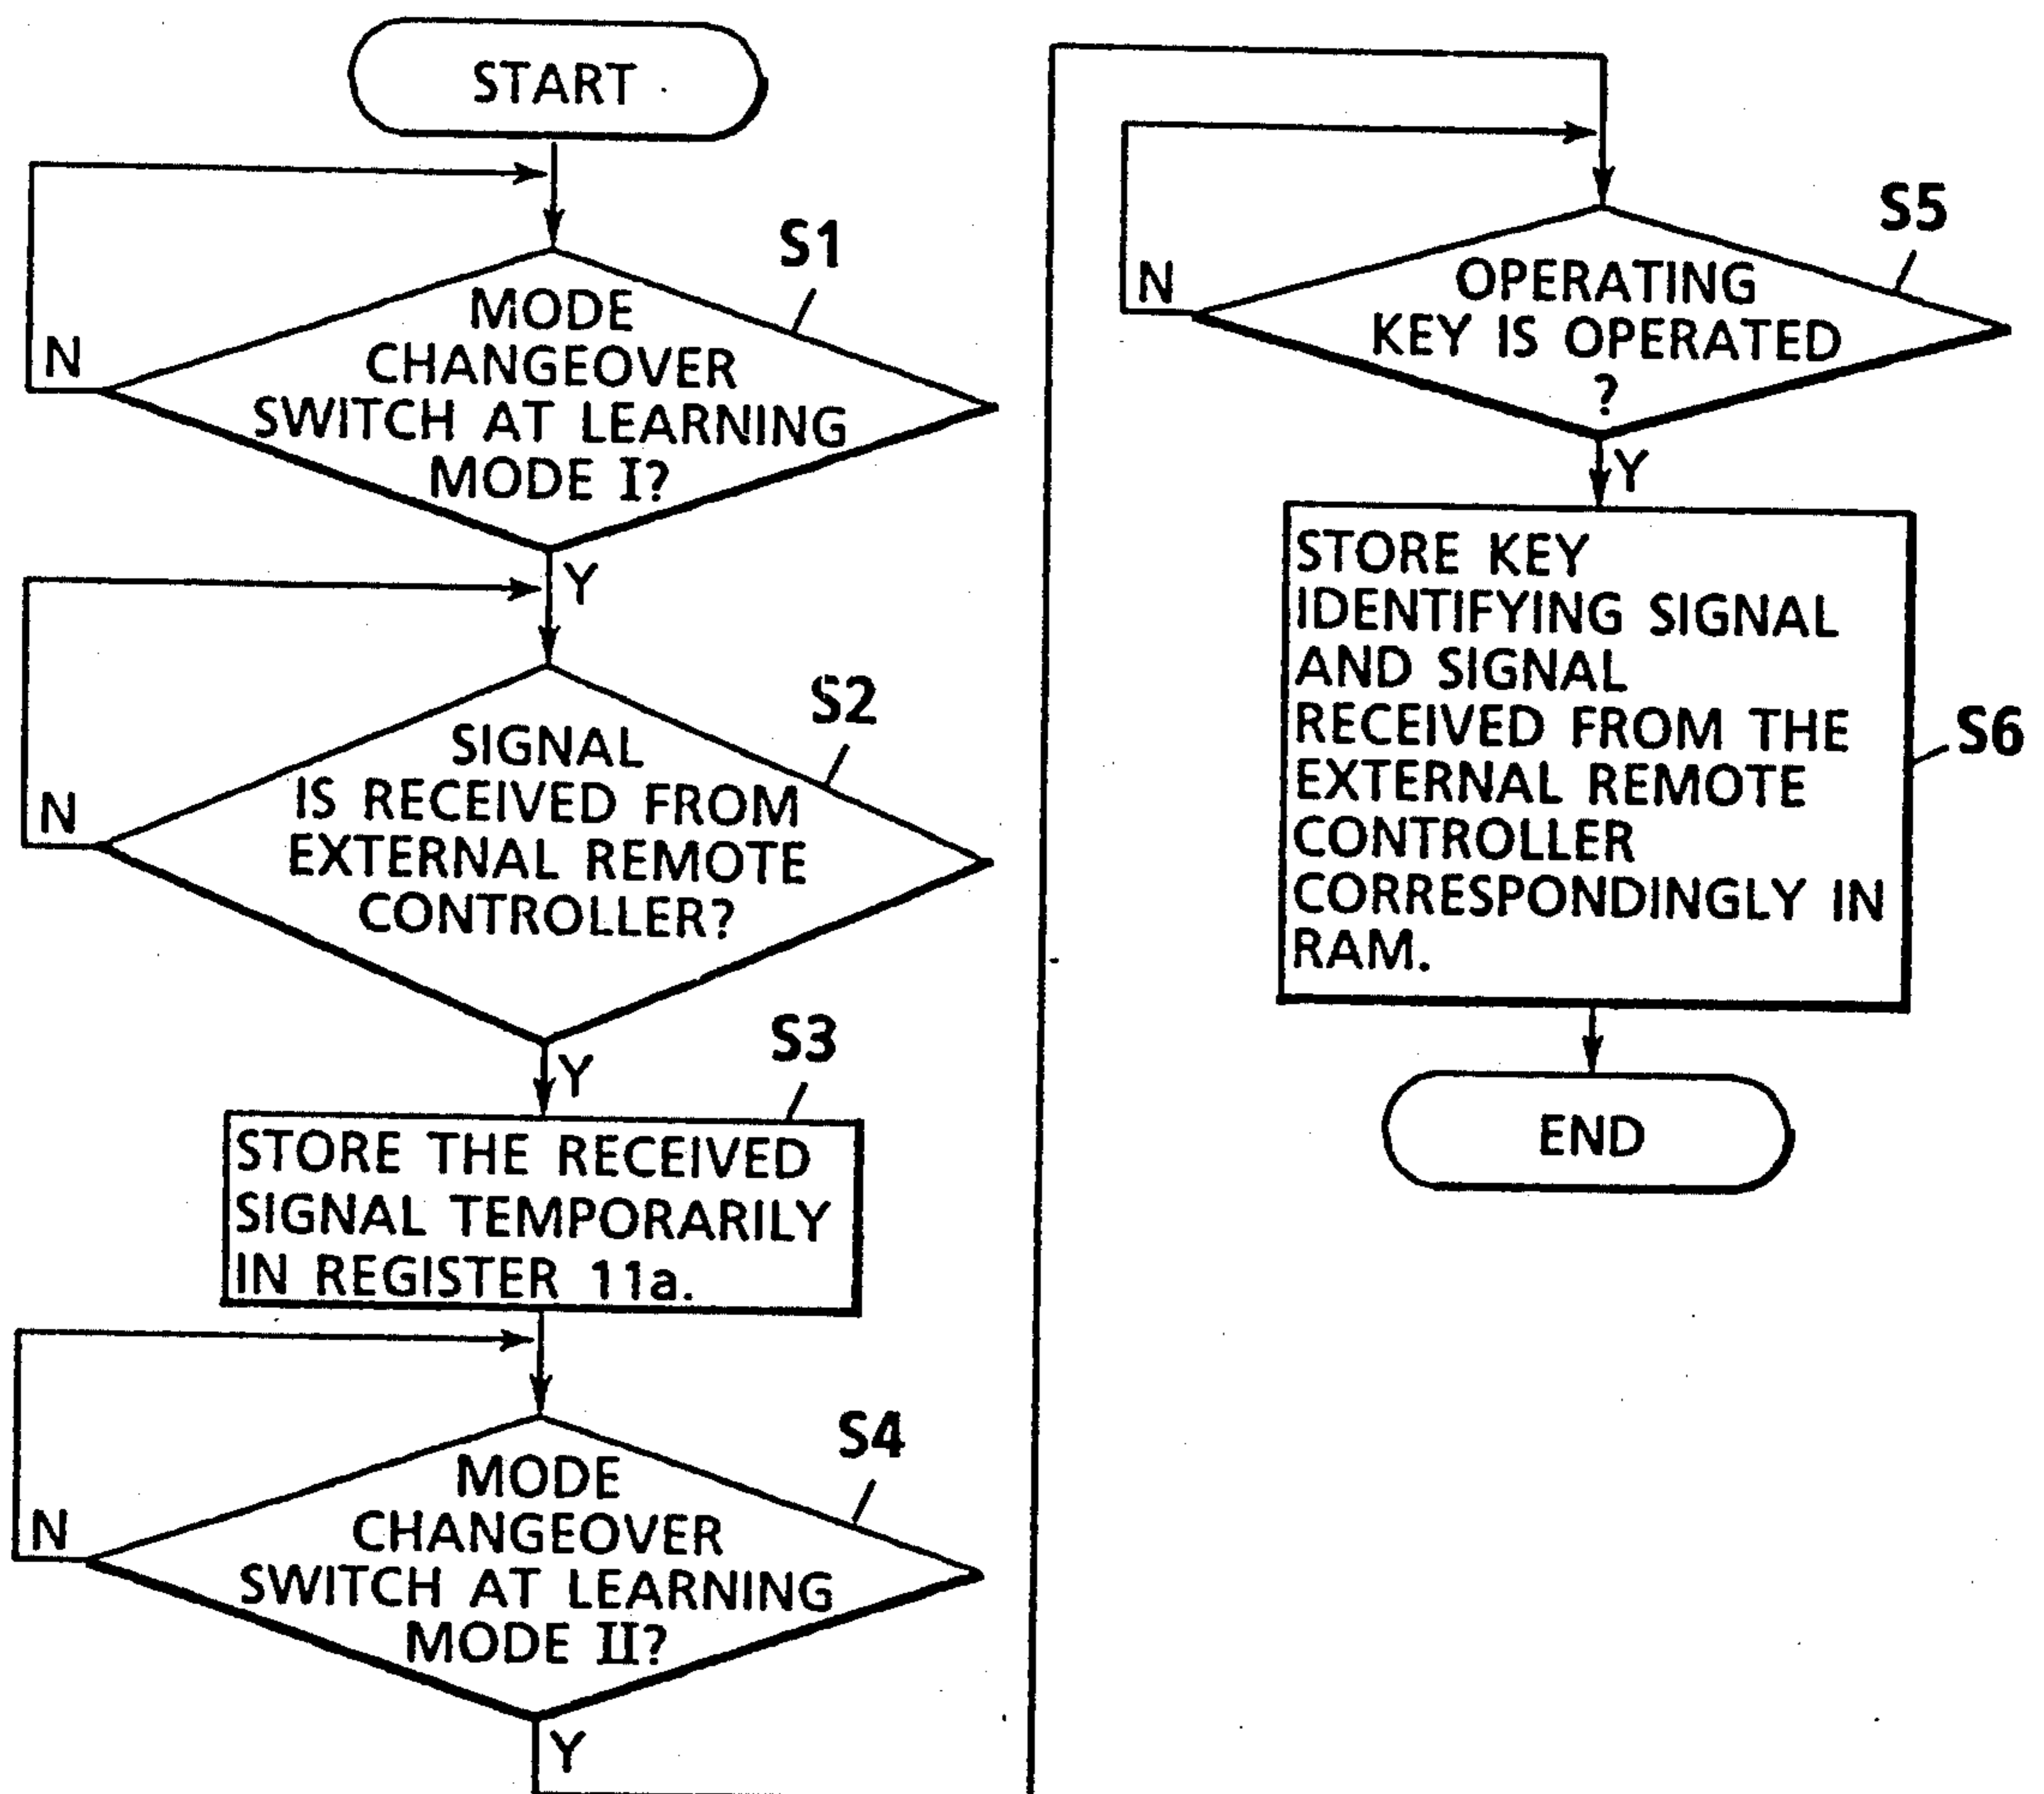 START
S1
MODE
CHANGEOVER
SWITCH AT LEARNING
MODE I?
N
Y
S2
SIGNAL
IS RECEIVED FROM
EXTERNAL REMOTE
CONTROLLER?
N
Y
S3
STORE THE RECEIVED
SIGNAL TEMPORARILY
IN REGISTER 11a.
S4
MODE
CHANGEOVER
SWITCH AT LEARNING
MODE II?
N
Y
S5
OPERATING
KEY IS OPERATED
?
N
Y
STORE KEY
IDENTIFYING SIGNAL
AND SIGNAL
RECEIVED FROM THE
EXTERNAL REMOTE
CONTROLLER
CORRESPONDINGLY IN
RAM.
S6
END